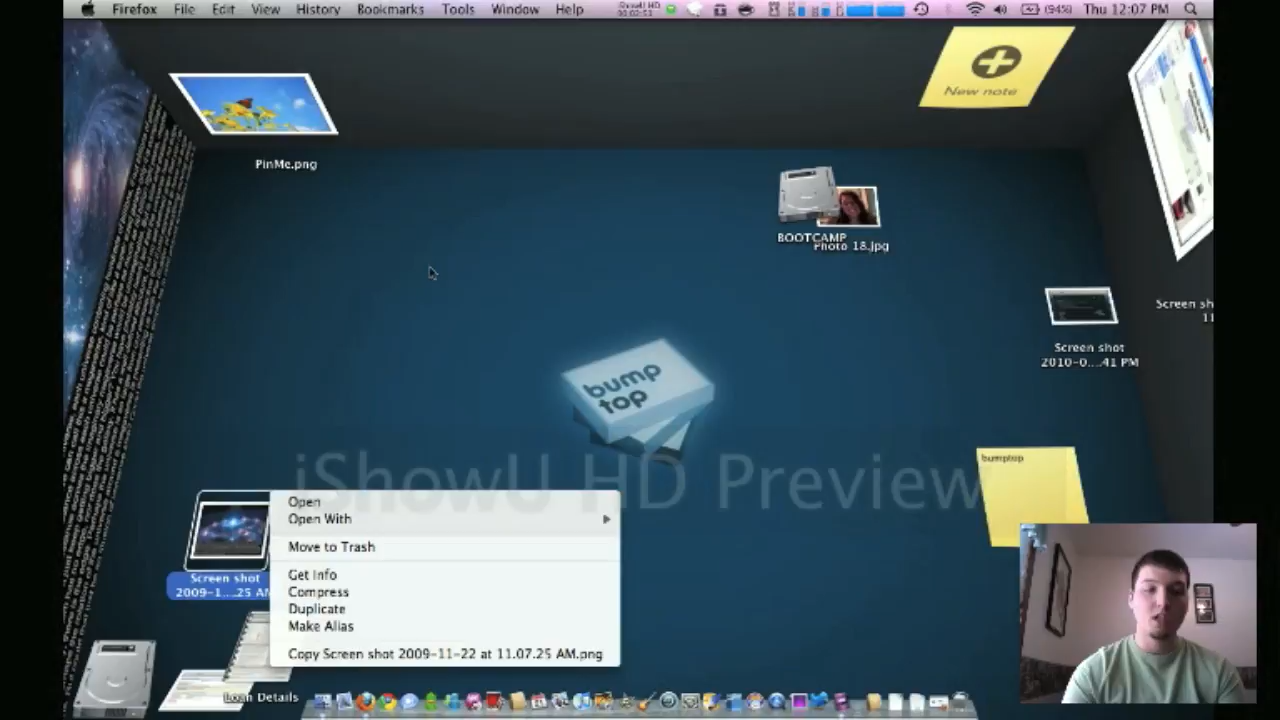 Firefox File Edit View History Bookmarks Tools Window Help (94%) Thu 12:07 PM
New note
PinMe.png
BOOTCAMP
Photo 18.jpg
Screen sh
11
Screen shot
2010-0....41 PM
bump
top
bumptop
iShowU HD Preview
Open
Open With
Move to Trash
Get Info
Compress
Duplicate
Make Alias
Copy Screen shot 2009-11-22 at 11.07.25 AM.png
Screen shot
2009-1....25 AM
Loan Details